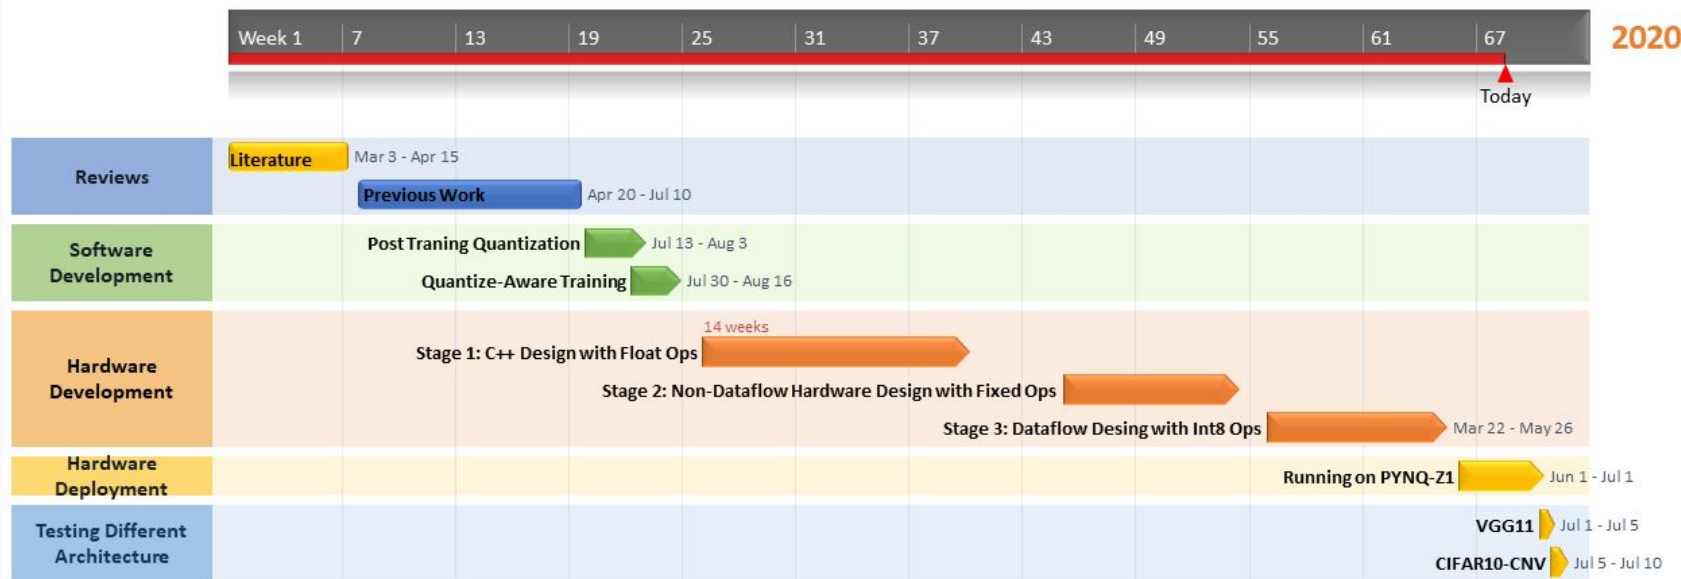 Week 1 7 13 19 25 31 37 43 49 55 61 67 2020
Today
Reviews
Literature Mar 3 - Apr 15
Previous Work Apr 20 - Jul 10
Software
Development
Post Traning Quantization Jul 13 - Aug 3
Quantize-Aware Training Jul 30 - Aug 16
Hardware
Development
14 weeks
Stage 1: C++ Design with Float Ops
Stage 2: Non-Dataflow Hardware Design with Fixed Ops
Stage 3: Dataflow Desing with Int8 Ops Mar 22 - May 26
Hardware
Deployment
Running on PYNQ-Z1 Jun 1 - Jul 1
Testing Different
Architecture
VGG11 Jul 1 - Jul 5
CIFAR10-CNV Jul 5 - Jul 10